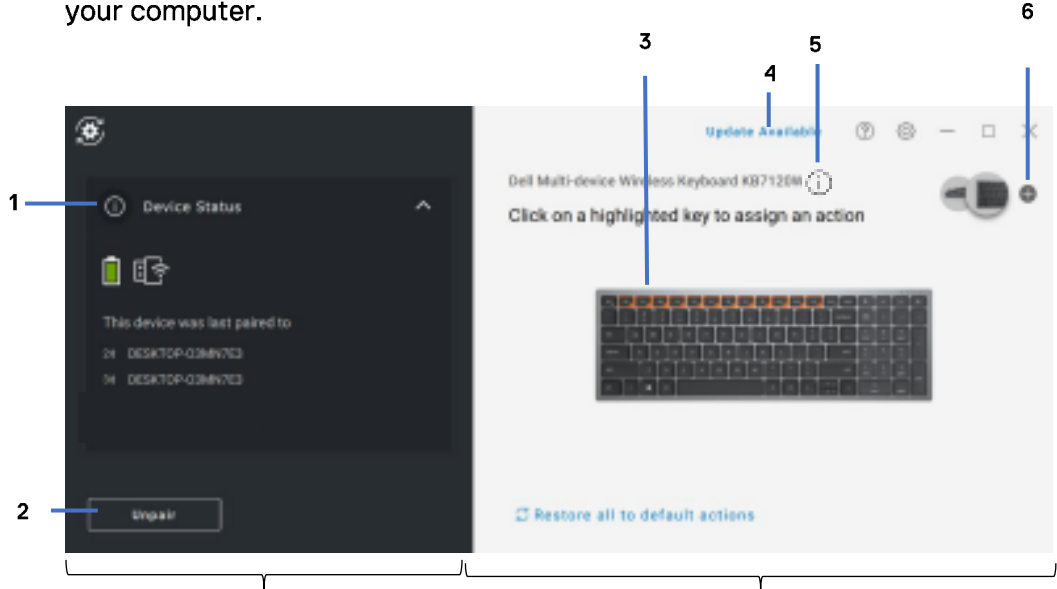 your computer.
6
3
5
4
Update Available
Dell Multi-device Wireless Keyboard KB7120W
Click on a highlighted key to assign an action
1
Device Status
This device was last paired to
DESKTOP-03MN7E3
DESKTOP-03MN7E3
2
Unpair
Restore all to default actions